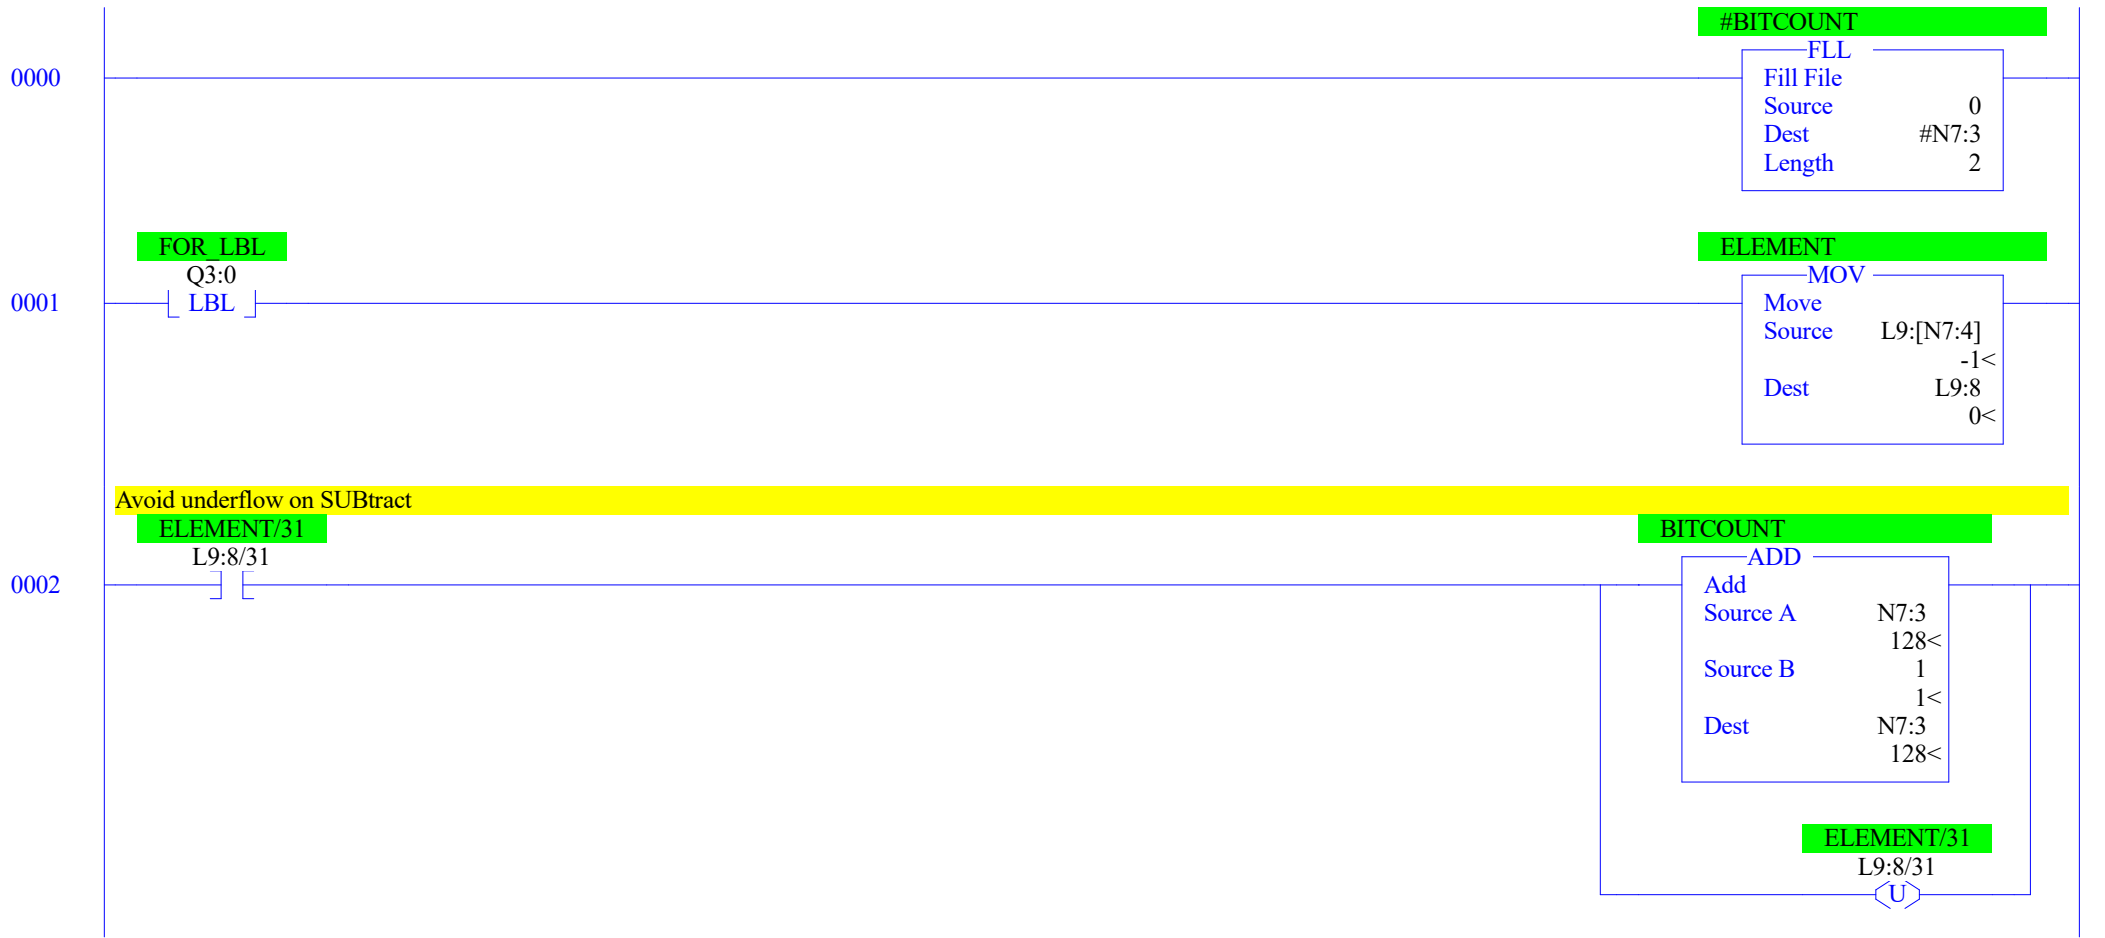 #BITCOUNT
FLL
0000
Fill File
Source 0
Dest #N7:3
Length 2
FOR_LBL
ELEMENT
Q3:0
MOV
0001
LBL
Move
Source L9:[N7:4]
-1<
Dest L9:8
0<
Avoid underflow on SUBtract
ELEMENT/31
BITCOUNT
L9:8/31
ADD
0002
Add
Source A N7:3
128<
Source B 1
1<
Dest N7:3
128<
ELEMENT/31
L9:8/31
U